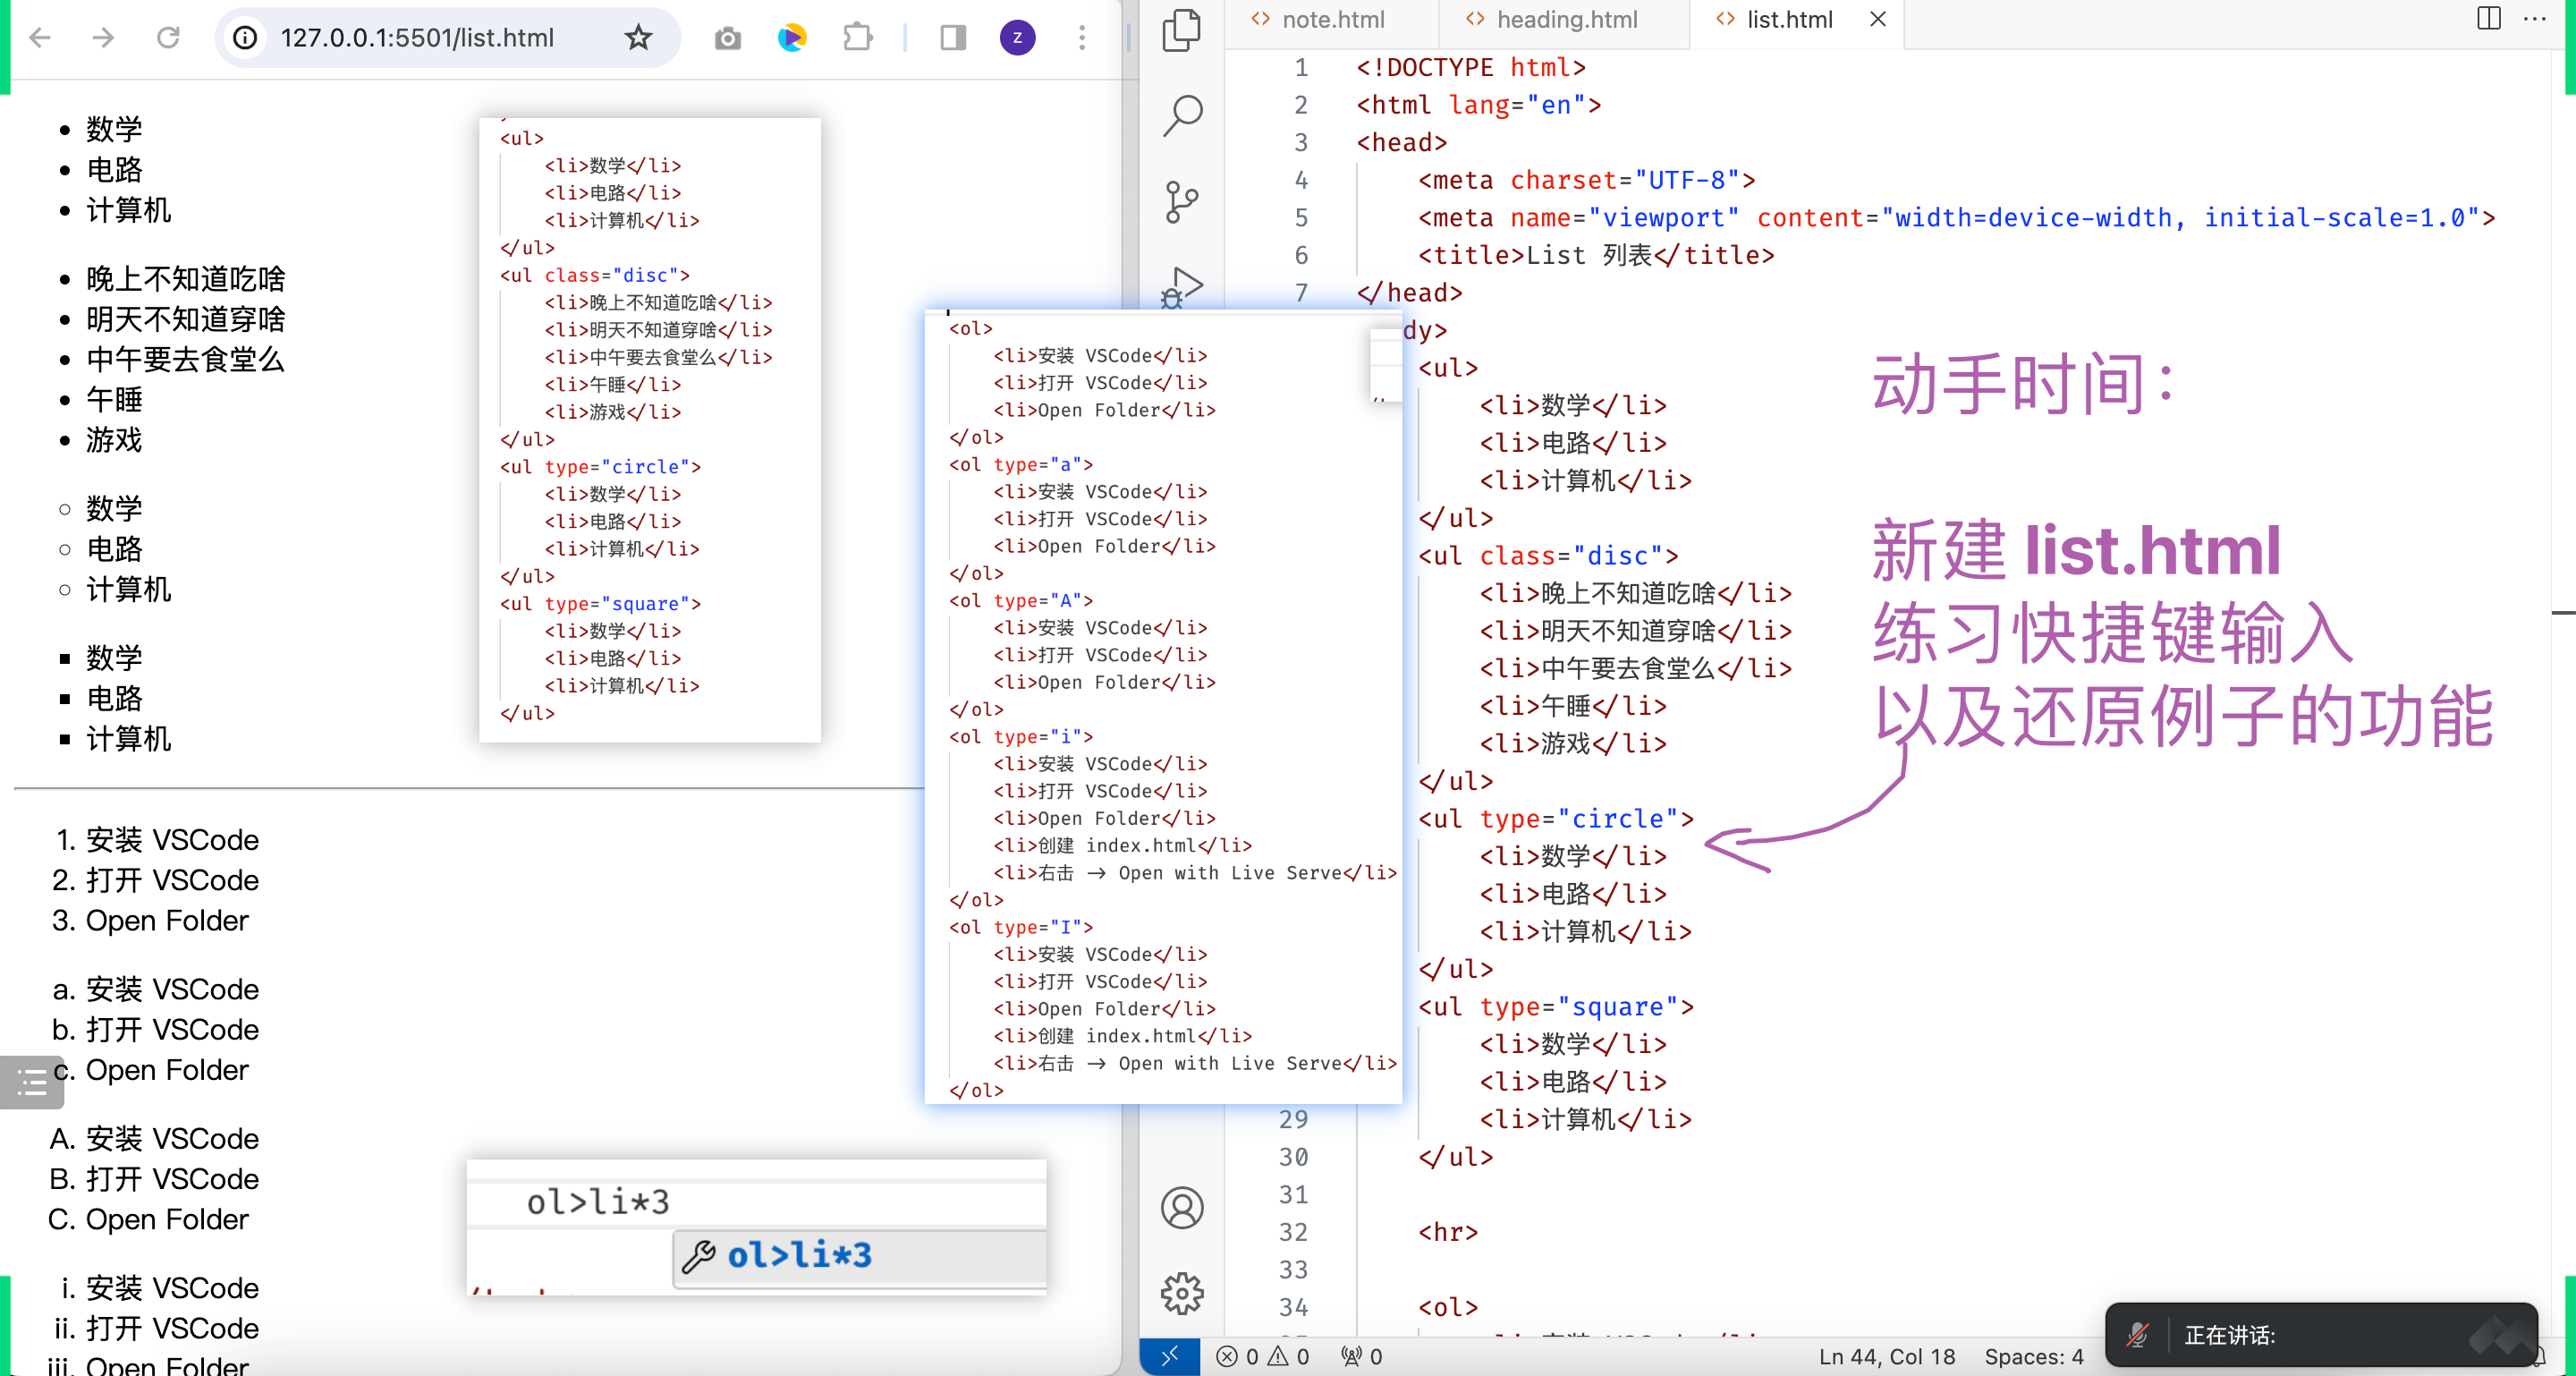 127.0.0.1:5501/list.html
z
• 数学
• 电路
• 计算机
• 晚上不知道吃啥
• 明天不知道穿啥
• 中午要去食堂么
• 午睡
• 游戏
○ 数学
○ 电路
○ 计算机
■ 数学
■ 电路
■ 计算机
1. 安装 VSCode
2. 打开 VSCode
3. Open Folder
a. 安装 VSCode
b. 打开 VSCode
c. Open Folder
A. 安装 VSCode
B. 打开 VSCode
C. Open Folder
i. 安装 VSCode
ii. 打开 VSCode
iii. Open Folder
<ul>
<li>数学</li>
<li>电路</li>
<li>计算机</li>
</ul>
<ul class="disc">
<li>晚上不知道吃啥</li>
<li>明天不知道穿啥</li>
<li>中午要去食堂么</li>
<li>午睡</li>
<li>游戏</li>
</ul>
<ul type="circle">
<li>数学</li>
<li>电路</li>
<li>计算机</li>
</ul>
<ul type="square">
<li>数学</li>
<li>电路</li>
<li>计算机</li>
</ul>
ol>li*3
ol>li*3
<ol>
<li>安装 VSCode</li>
<li>打开 VSCode</li>
<li>Open Folder</li>
</ol>
<ol type="a">
<li>安装 VSCode</li>
<li>打开 VSCode</li>
<li>Open Folder</li>
</ol>
<ol type="A">
<li>安装 VSCode</li>
<li>打开 VSCode</li>
<li>Open Folder</li>
</ol>
<ol type="i">
<li>安装 VSCode</li>
<li>打开 VSCode</li>
<li>Open Folder</li>
<li>创建 index.html</li>
<li>右击 -> Open with Live Serve</li>
</ol>
<ol type="I">
<li>安装 VSCode</li>
<li>打开 VSCode</li>
<li>Open Folder</li>
<li>创建 index.html</li>
<li>右击 -> Open with Live Serve</li>
</ol>
<> note.html <> heading.html <> list.html
1 <!DOCTYPE html>
2 <html lang="en">
3 <head>
4 <meta charset="UTF-8">
5 <meta name="viewport" content="width=device-width, initial-scale=1.0">
6 <title>List 列表</title>
7 </head>
dy>
<ul>
<li>数学</li>
<li>电路</li>
<li>计算机</li>
</ul>
<ul class="disc">
<li>晚上不知道吃啥</li>
<li>明天不知道穿啥</li>
<li>中午要去食堂么</li>
<li>午睡</li>
<li>游戏</li>
</ul>
<ul type="circle">
<li>数学</li>
<li>电路</li>
<li>计算机</li>
</ul>
<ul type="square">
<li>数学</li>
<li>电路</li>
29 <li>计算机</li>
30 </ul>
31
32 <hr>
33
34 <ol>
动手时间：
新建 list.html
练习快捷键输入
以及还原例子的功能
0 0 0
Ln 44, Col 18 Spaces: 4
正在讲话: